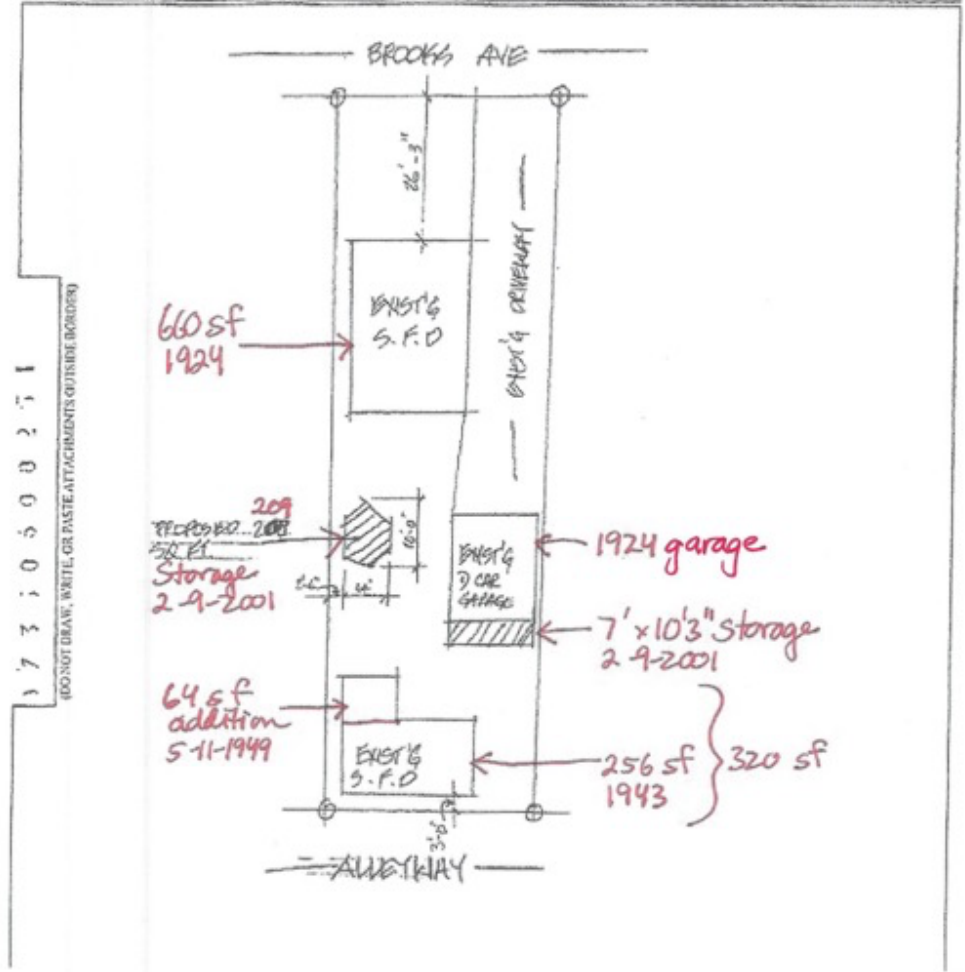 BROOKS AVE
26'-3"
EXIST'G DRIVEWAY
EXIST'G
S.F.D
660 sf
1924
209
PROPOSED
SQ FT.
Storage
2-9-2001
16'-0"
EXIST'G
2 CAR
GARAGE
1924 garage
7' x 10'3" Storage
2-9-2001
64 sf
addition
5-11-1949
EXIST'G
S.F.D
256 sf
1943
320 sf
3'-0"
ALLEYWAY
(DO NOT DRAW, WRITE, OR PASTE ATTACHMENTS OUTSIDE BORDER)